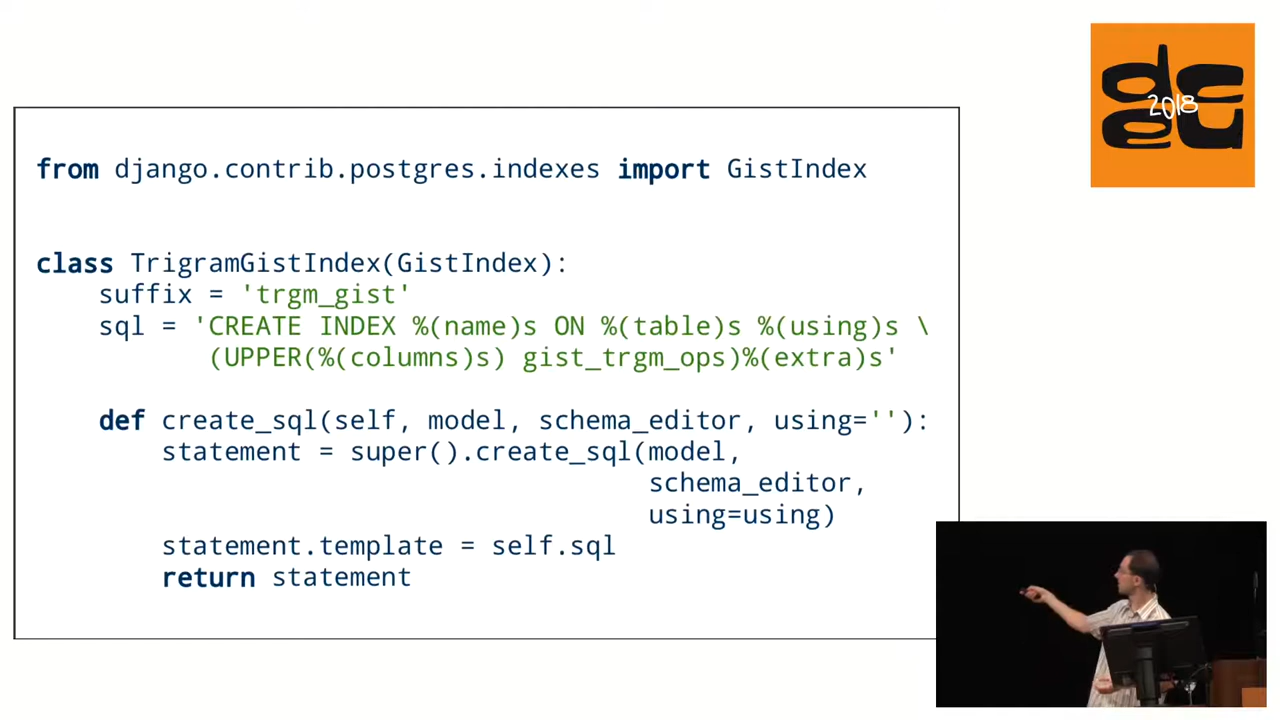 dc
2018
eu
from django.contrib.postgres.indexes import GistIndex
class TrigramGistIndex(GistIndex):
    suffix = 'trgm_gist'
    sql = 'CREATE INDEX %(name)s ON %(table)s %(using)s \
           (UPPER(%(columns)s) gist_trgm_ops)%(extra)s'
    def create_sql(self, model, schema_editor, using=''):
        statement = super().create_sql(model,
                                       schema_editor,
                                       using=using)
        statement.template = self.sql
        return statement